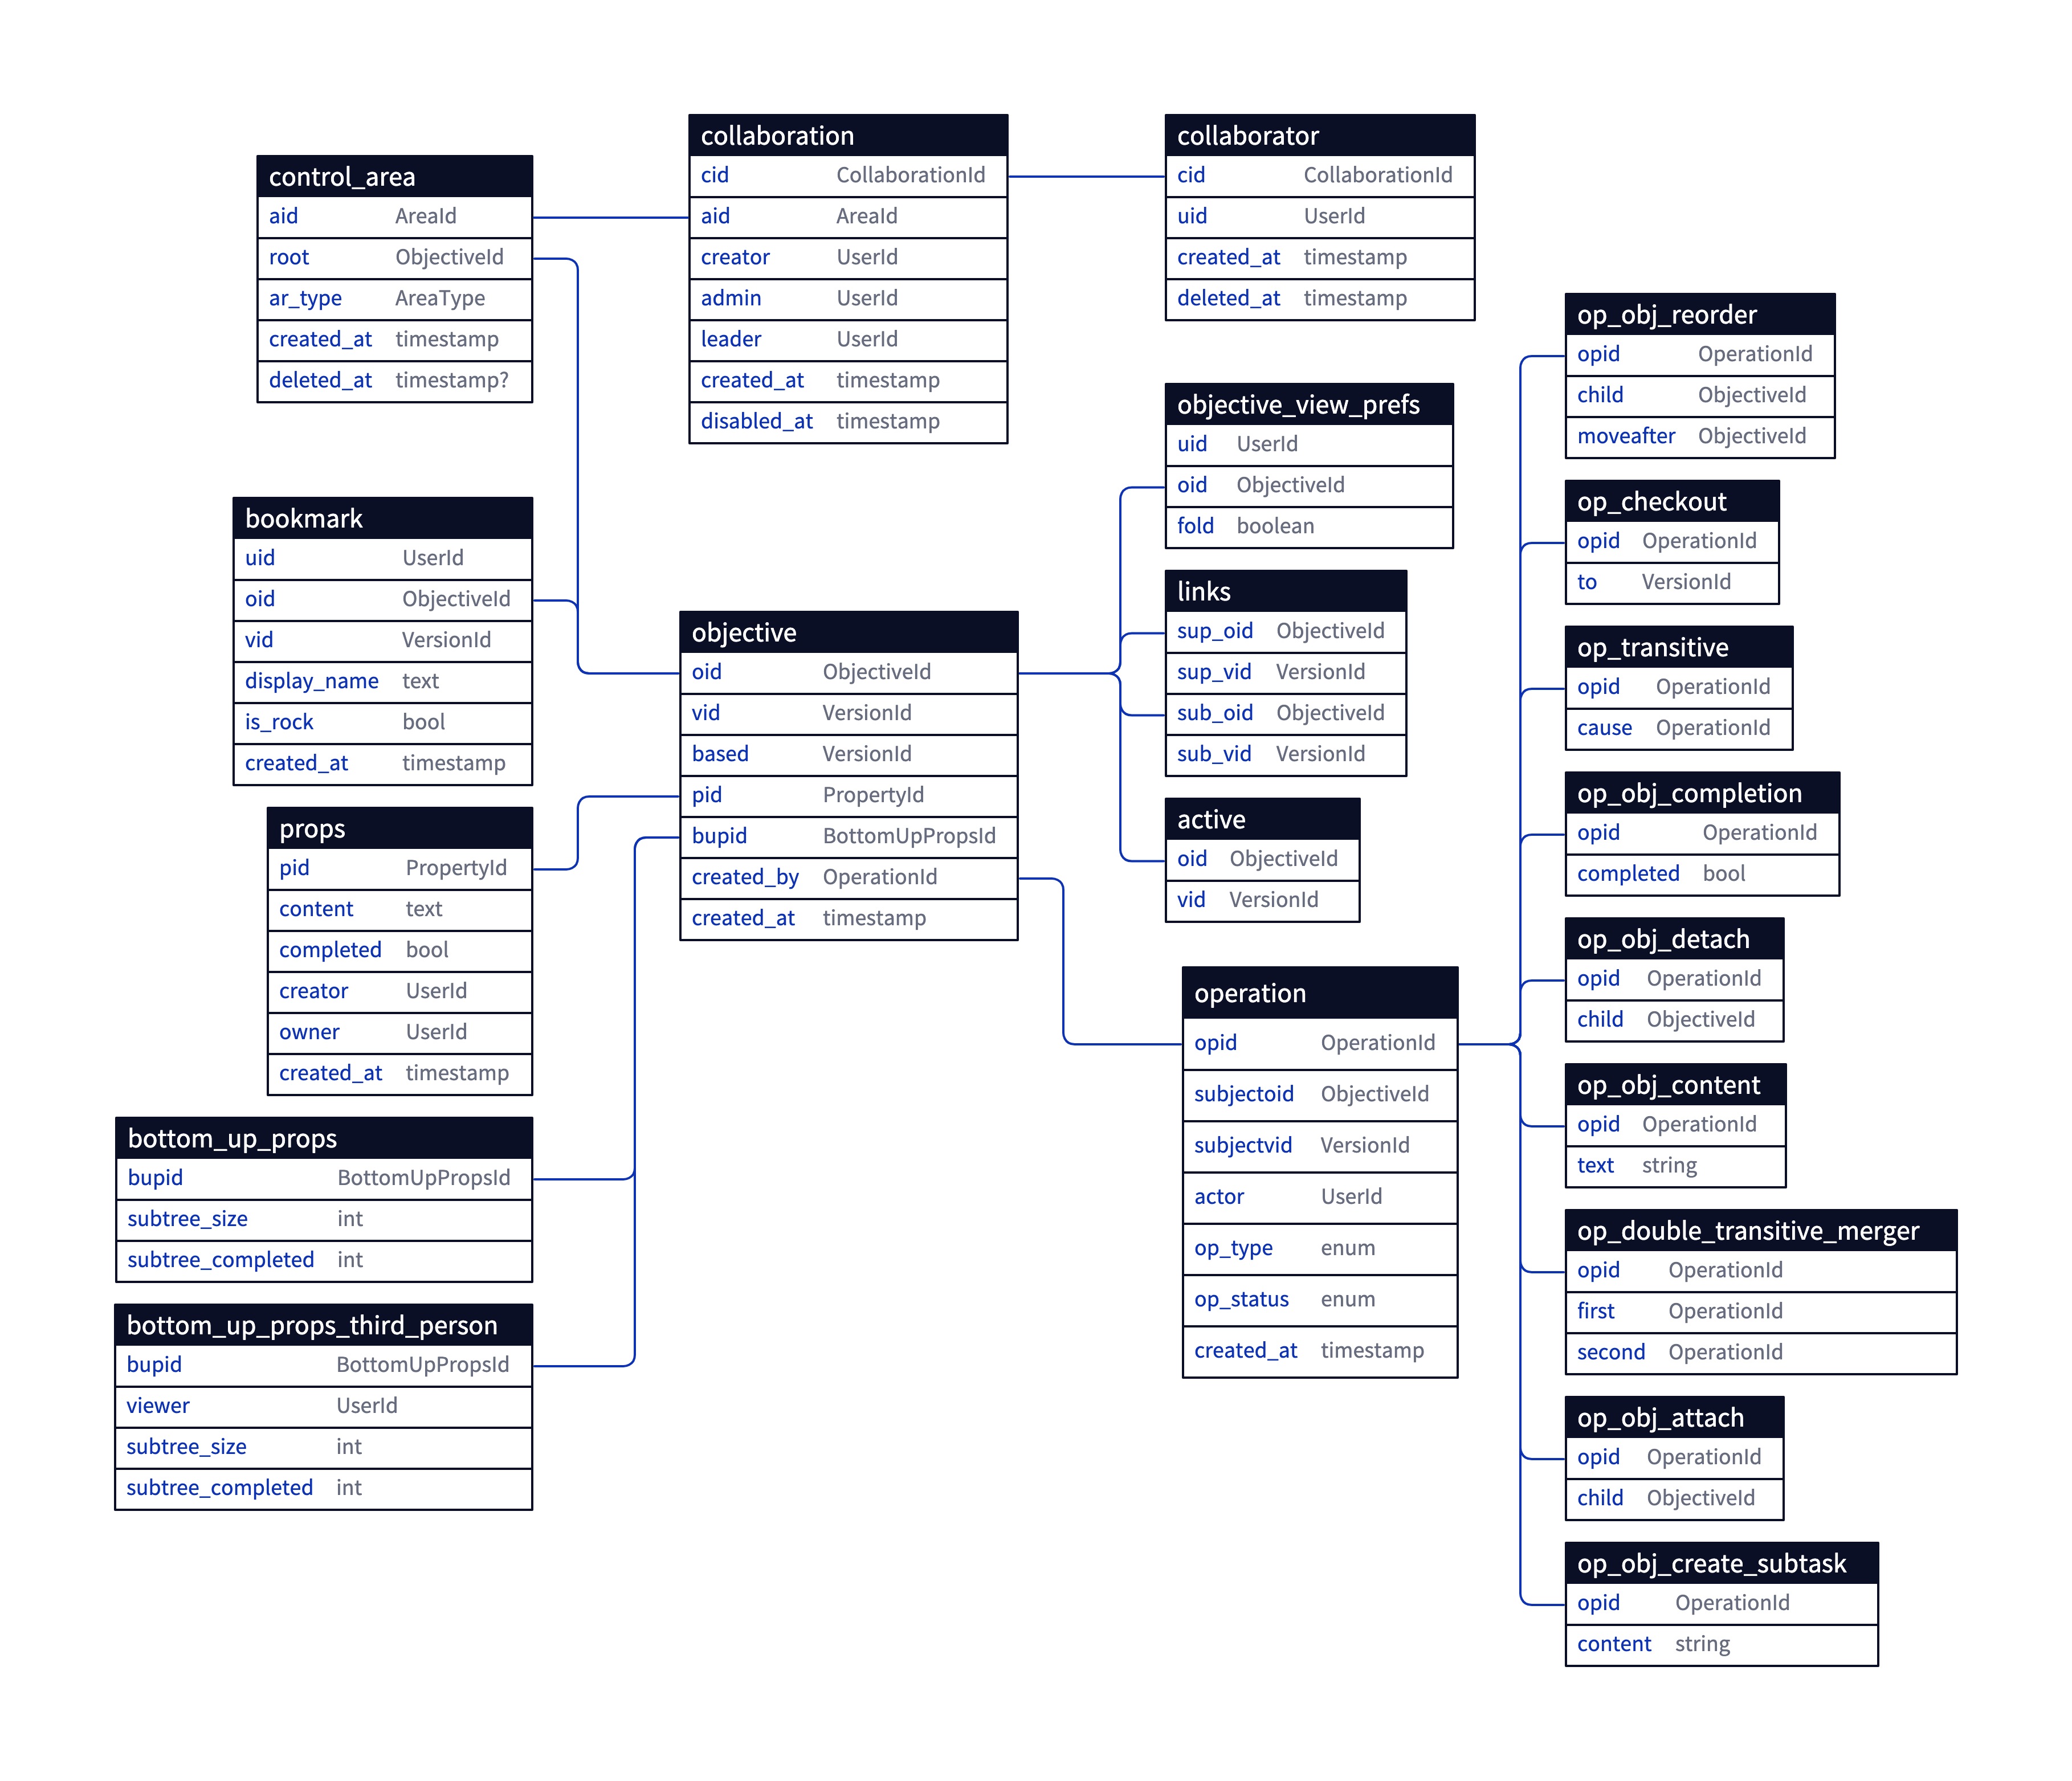 control_area
aid AreaId
root ObjectiveId
ar_type AreaType
created_at timestamp
deleted_at timestamp?
collaboration
cid CollaborationId
aid AreaId
creator UserId
admin UserId
leader UserId
created_at timestamp
disabled_at timestamp
collaborator
cid CollaborationId
uid UserId
created_at timestamp
deleted_at timestamp
bookmark
uid UserId
oid ObjectiveId
vid VersionId
display_name text
is_rock bool
created_at timestamp
props
pid PropertyId
content text
completed bool
creator UserId
owner UserId
created_at timestamp
bottom_up_props
bupid BottomUpPropsId
subtree_size int
subtree_completed int
bottom_up_props_third_person
bupid BottomUpPropsId
viewer UserId
subtree_size int
subtree_completed int
objective
oid ObjectiveId
vid VersionId
based VersionId
pid PropertyId
bupid BottomUpPropsId
created_by OperationId
created_at timestamp
objective_view_prefs
uid UserId
oid ObjectiveId
fold boolean
links
sup_oid ObjectiveId
sup_vid VersionId
sub_oid ObjectiveId
sub_vid VersionId
active
oid ObjectiveId
vid VersionId
operation
opid OperationId
subjectoid ObjectiveId
subjectvid VersionId
actor UserId
op_type enum
op_status enum
created_at timestamp
op_obj_reorder
opid OperationId
child ObjectiveId
moveafter ObjectiveId
op_checkout
opid OperationId
to VersionId
op_transitive
opid OperationId
cause OperationId
op_obj_completion
opid OperationId
completed bool
op_obj_detach
opid OperationId
child ObjectiveId
op_obj_content
opid OperationId
text string
op_double_transitive_merger
opid OperationId
first OperationId
second OperationId
op_obj_attach
opid OperationId
child ObjectiveId
op_obj_create_subtask
opid OperationId
content string